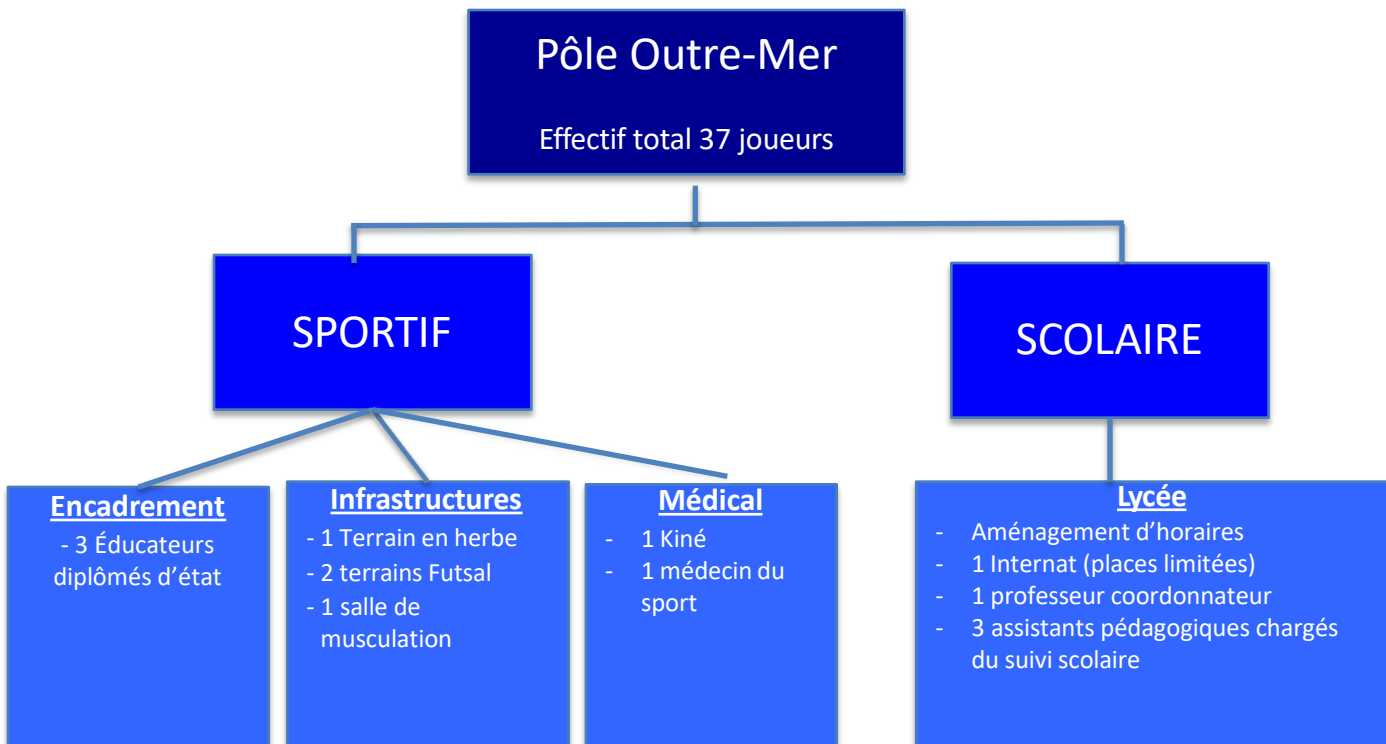 Pôle Outre-Mer
Effectif total 37 joueurs
SPORTIF
SCOLAIRE
Encadrement
- 3 Éducateurs
diplômés d’état
Infrastructures
- 1 Terrain en herbe
- 2 terrains Futsal
- 1 salle de
musculation
Médical
- 1 Kiné
- 1 médecin du
sport
Lycée
- Aménagement d’horaires
- 1 Internat (places limitées)
- 1 professeur coordonnateur
- 3 assistants pédagogiques chargés
du suivi scolaire